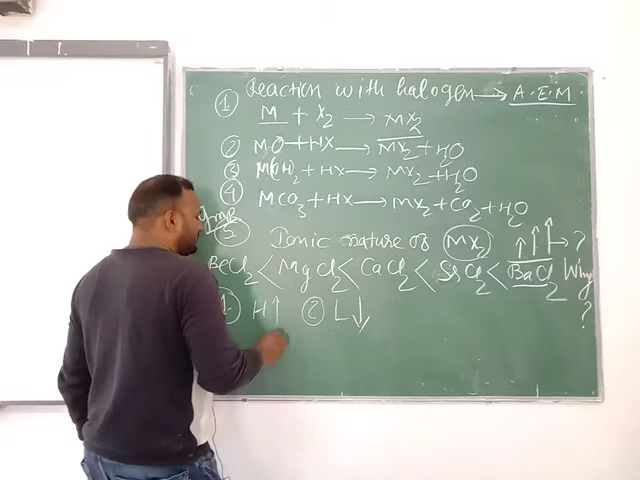 Reaction with halogen → A.E.M.
① M + X₂ → MX₂
② MO + HX → MX₂ + H₂O
③ M(OH)₂ + HX → MX₂ + H₂O
④ MCO₃ + HX → MX₂ + CO₂ + H₂O
5 Ionic nature of MX₂ ↑ ↑ ↑ → ?
BeCl₂ < MgCl₂ < CaCl₂ < SrCl₂ < BaCl₂ Why ?
① H↑ ② L↓